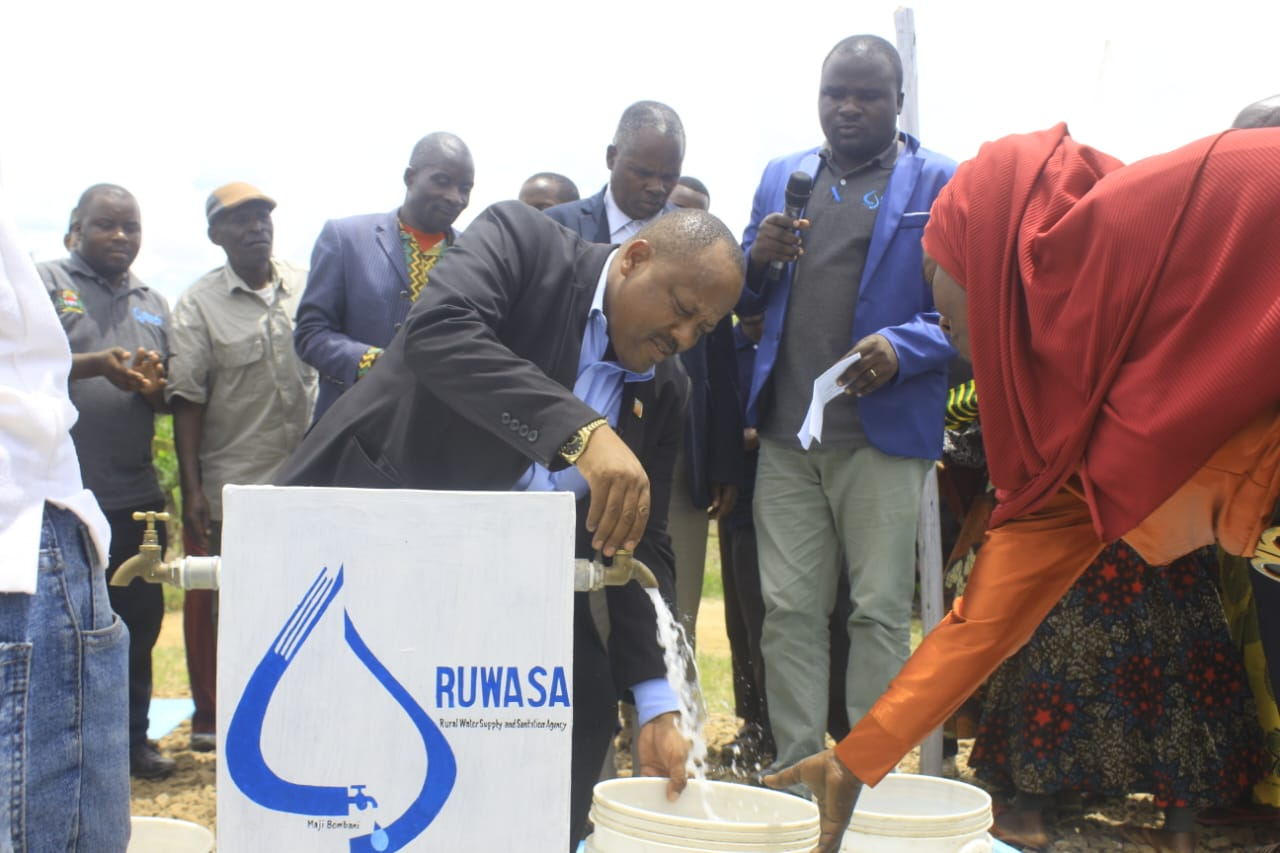 RUWASA
Rural Water Supply and Sanitation Agency
Maji Bombani